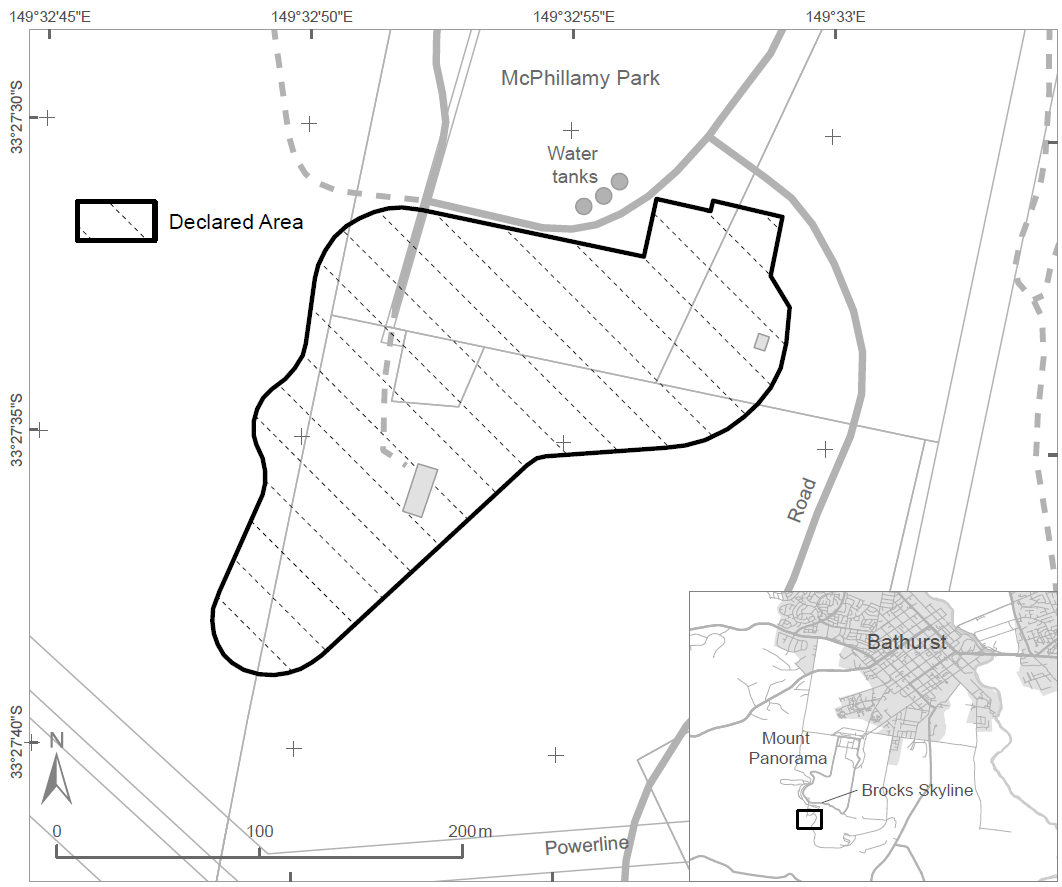 149°32'45"E
149°32'50"E
149°32'55"E
149°33'E
33°27'30"S
33°27'35"S
33°27'40"S
McPhillamy Park
Water
tanks
Declared Area
Road
Bathurst
Mount
Panorama
Brocks Skyline
N
0
100
200 m
Powerline